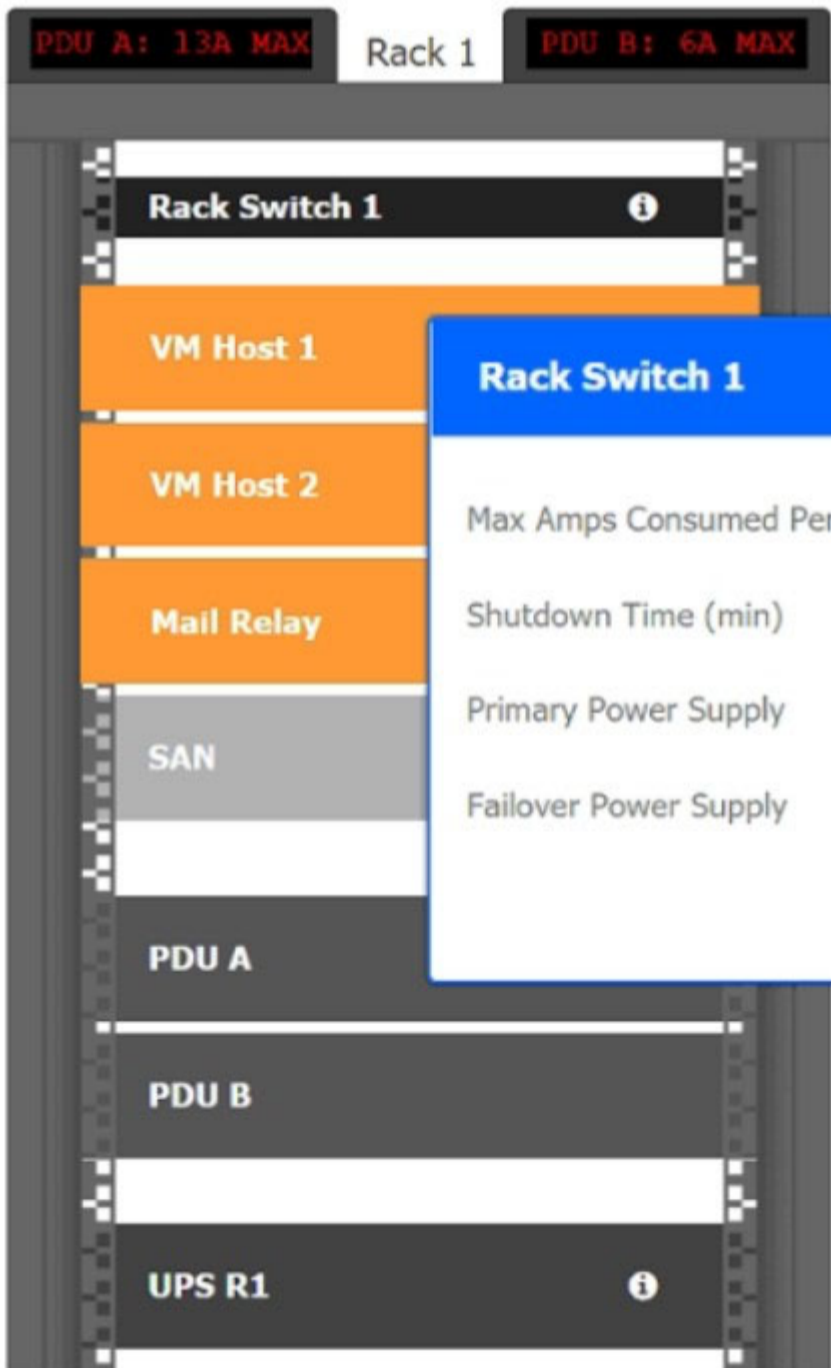 PDU A: 13A MAX
Rack 1
PDU B: 6A MAX
Rack Switch 1
VM Host 1
Rack Switch 1
VM Host 2
Max Amps Consumed Per
Mail Relay
Shutdown Time (min)
Primary Power Supply
SAN
Failover Power Supply
PDU A
PDU B
UPS R1